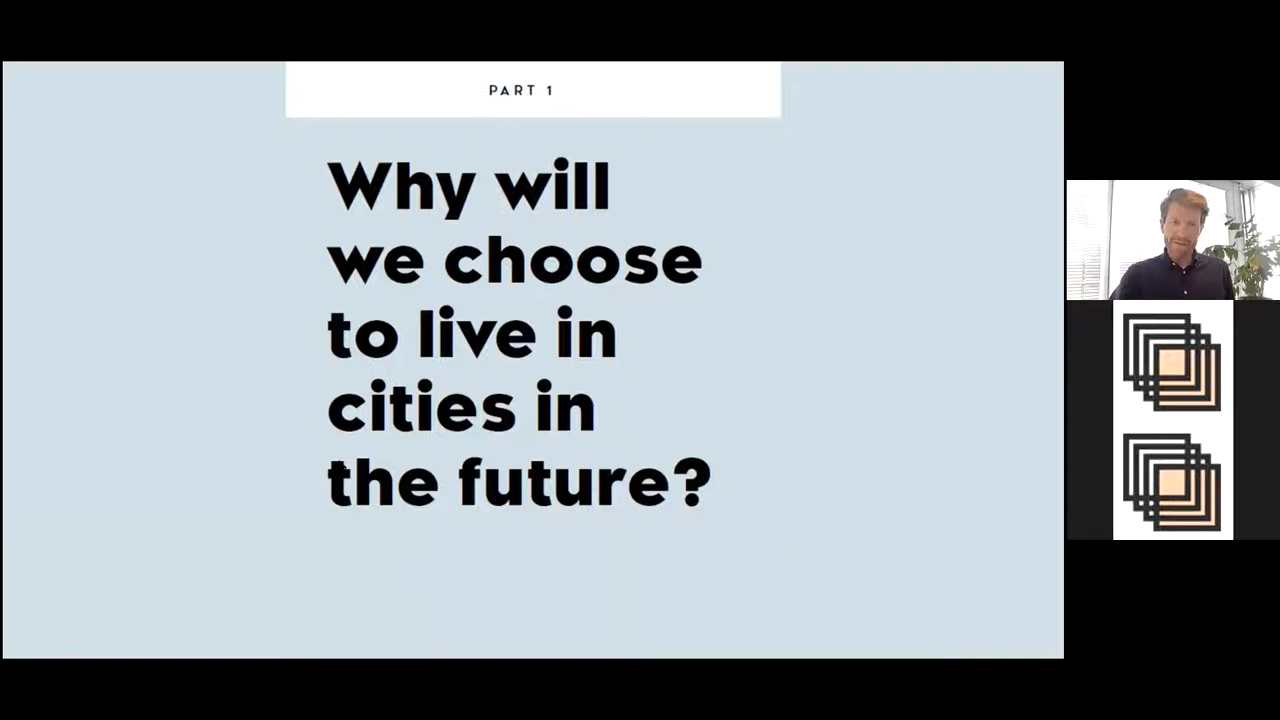 PART 1
Why will
we choose
to live in
cities in
the future?